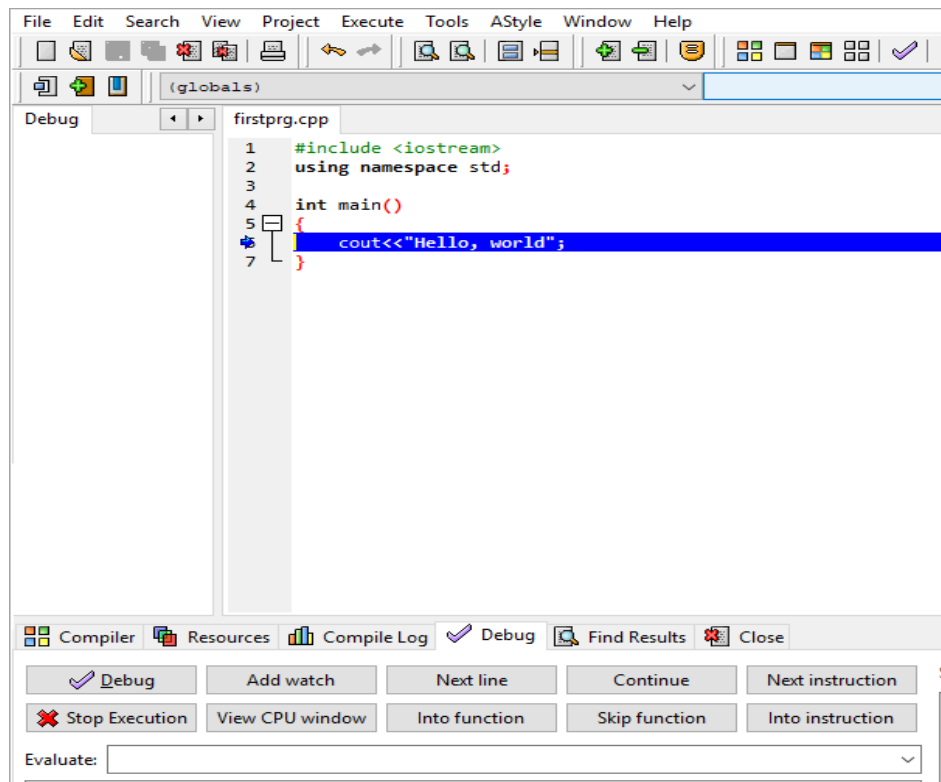 File Edit Search View Project Execute Tools AStyle Window Help
(globals)
Debug firstprg.cpp
1 #include <iostream>
2 using namespace std;
3
4 int main()
5 {
cout<<"Hello, world";
7 }
Compiler Resources Compile Log Debug Find Results Close
Debug Add watch Next line Continue Next instruction
Stop Execution View CPU window Into function Skip function Into instruction
Evaluate: